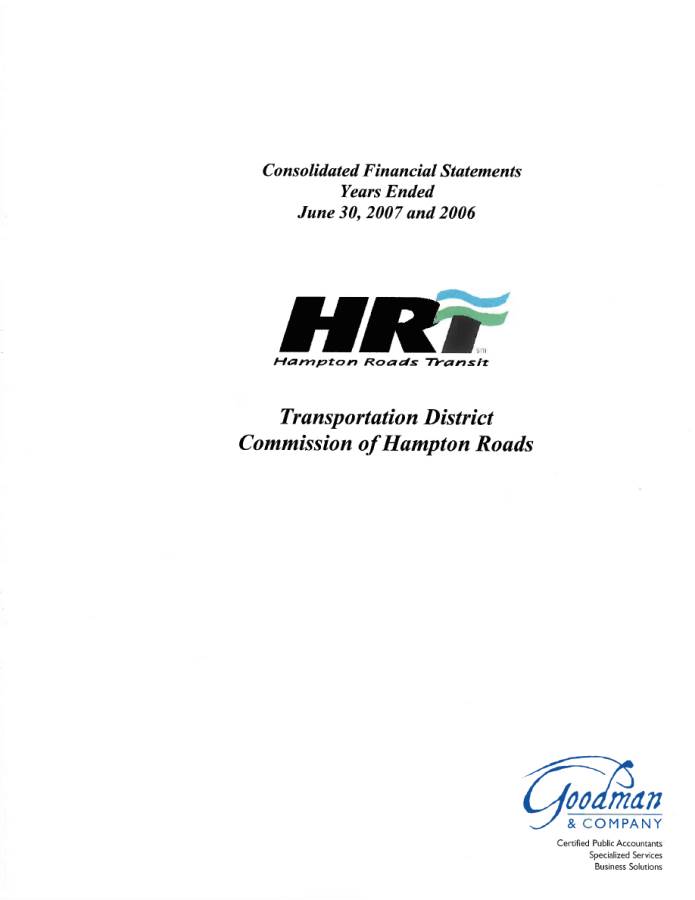 Consolidated Financial Statements
Years Ended
June 30, 2007 and 2006
HRT
sm
Hampton Roads Transit
Transportation District
Commission of Hampton Roads
Goodman
& COMPANY
Certified Public Accountants
Specialized Services
Business Solutions